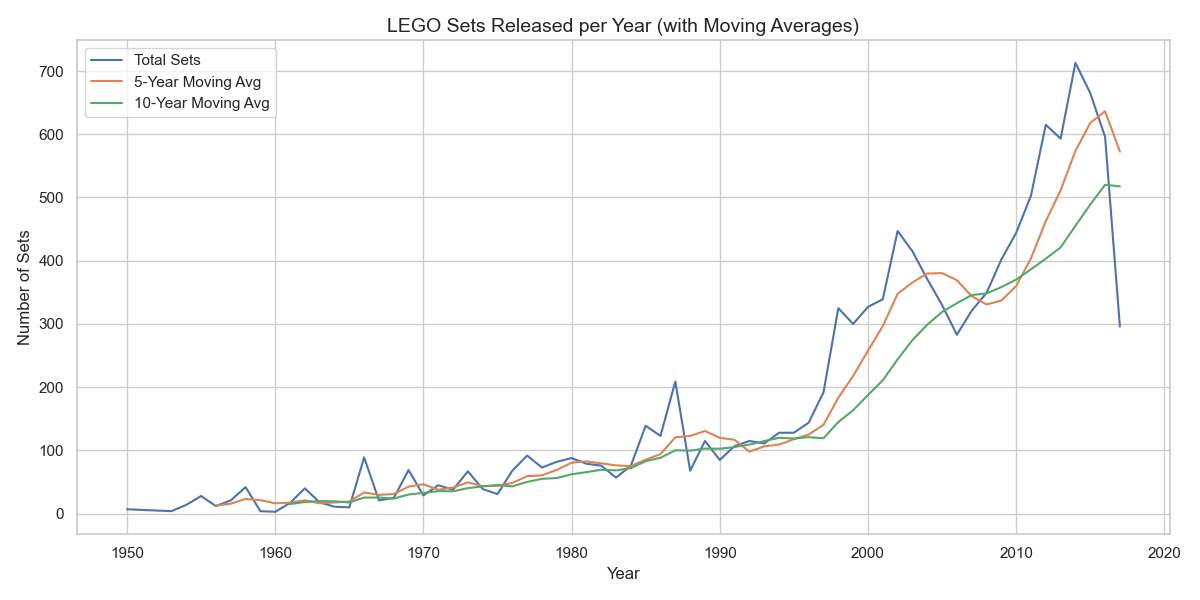 LEGO Sets Released per Year (with Moving Averages)
Total Sets
5-Year Moving Avg
10-Year Moving Avg
Number of Sets
700
600
500
400
300
200
100
0
1950 1960 1970 1980 1990 2000 2010 2020
Year